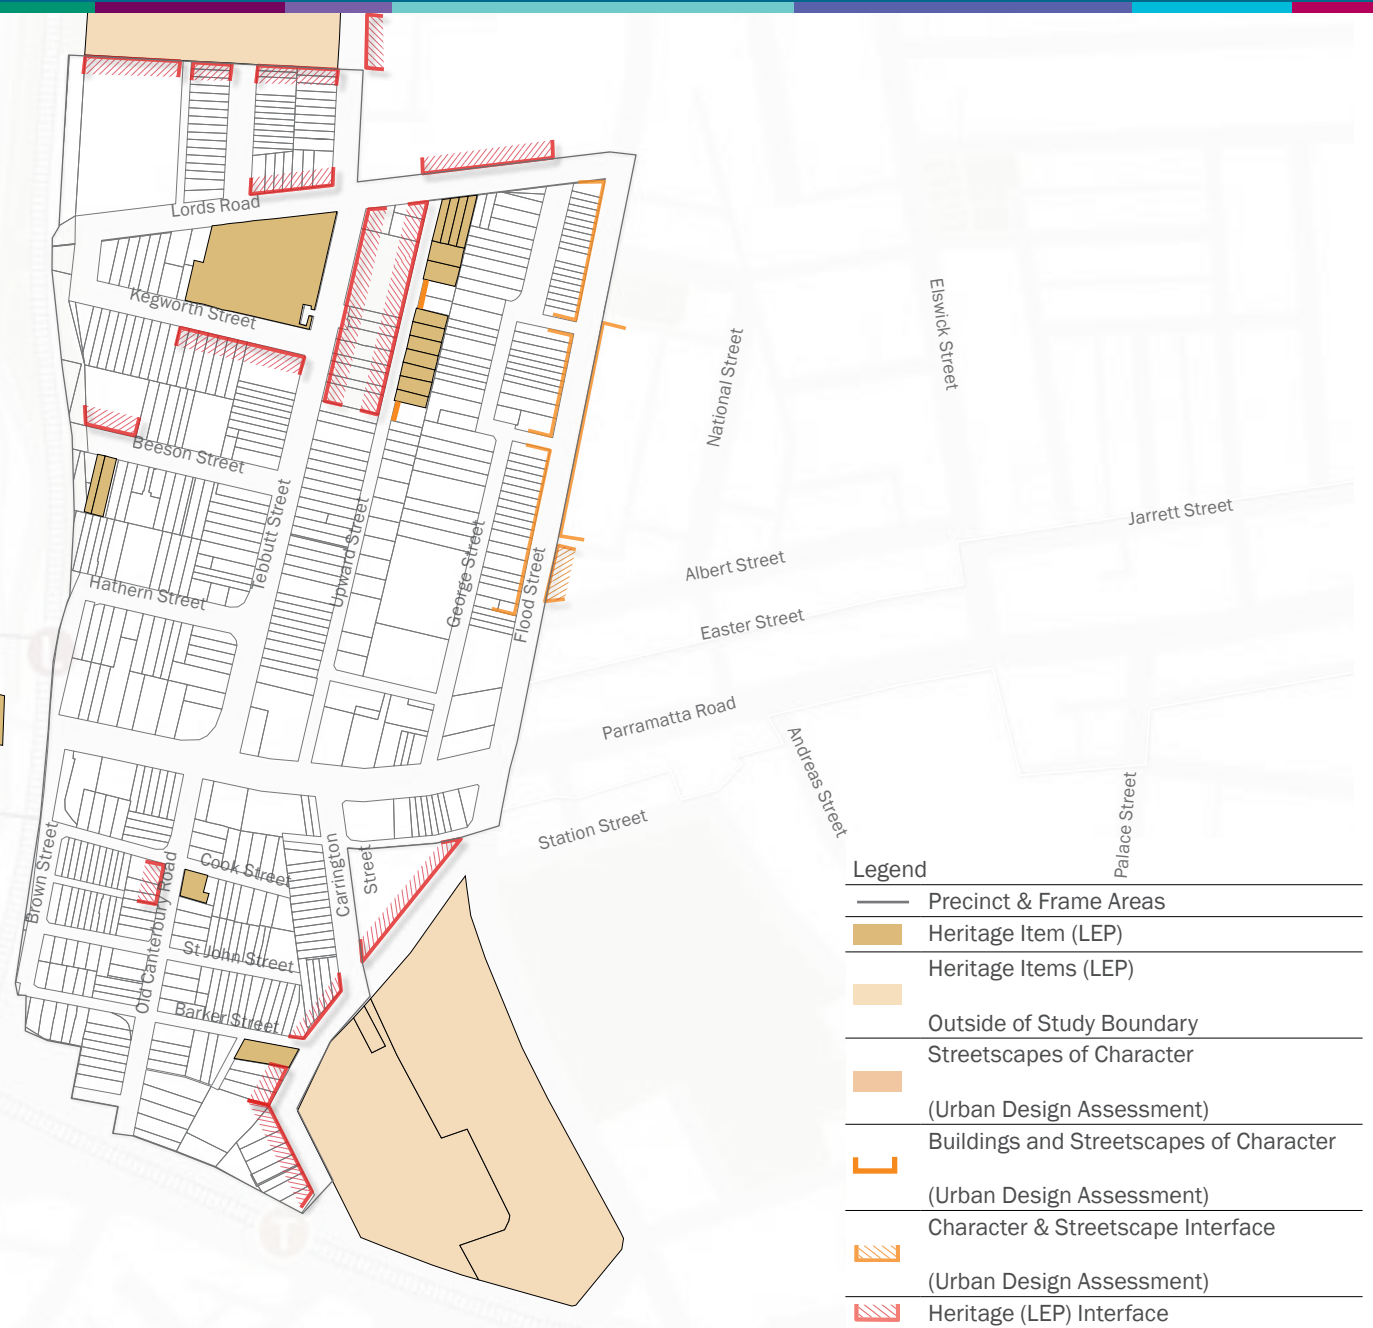 Lords Road
Kegworth Street
Elswick Street
National Street
Beeson Street
Tebbutt Street
Upward Street
George Street
Flood Street
Jarrett Street
Albert Street
Hathern Street
Easter Street
Parramatta Road
Andreas Street
Station Street
Palace Street
Brown Street
Old Canterbury Road
Cook Street
Carrington
Street
St John Street
Barker Street
L
T
Legend
Precinct & Frame Areas
Heritage Item (LEP)
Heritage Items (LEP)
Outside of Study Boundary
Streetscapes of Character
(Urban Design Assessment)
Buildings and Streetscapes of Character
(Urban Design Assessment)
Character & Streetscape Interface
(Urban Design Assessment)
Heritage (LEP) Interface